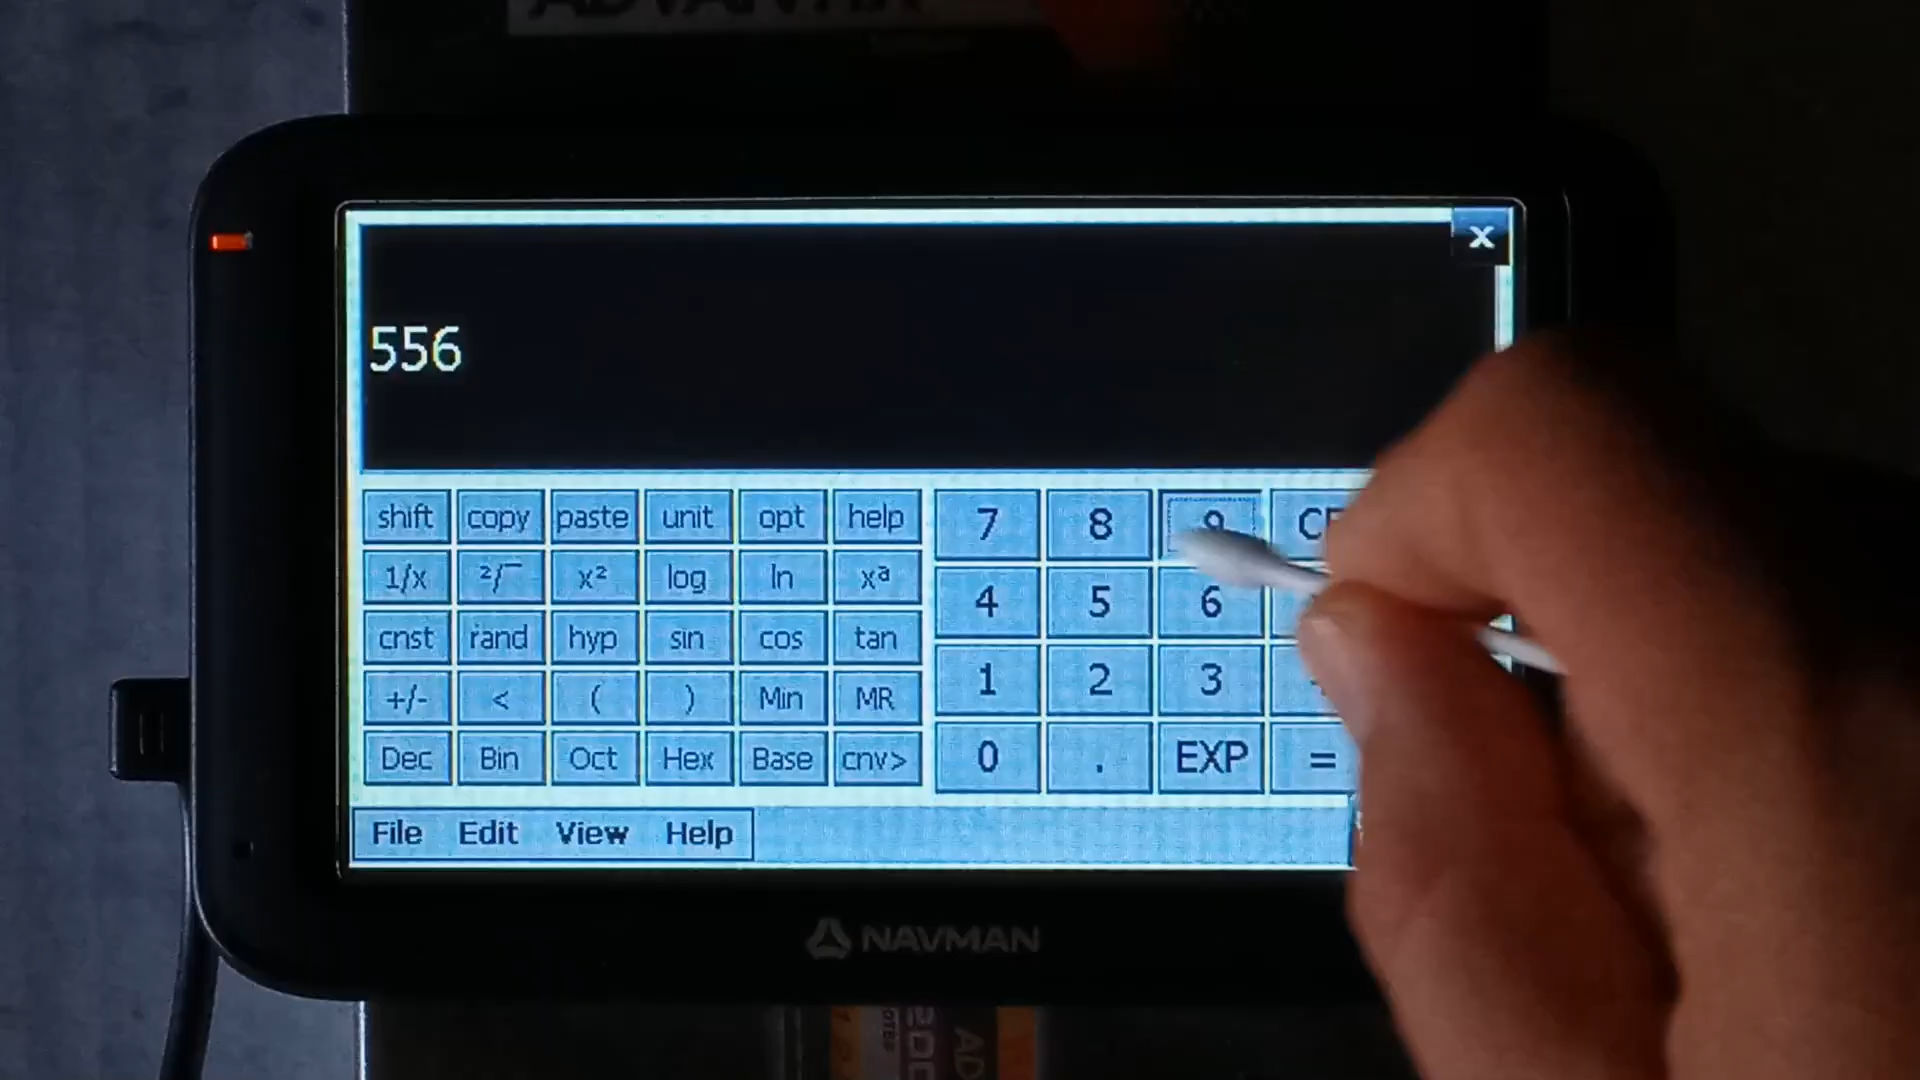 x
556
shift copy paste unit opt help 7 8 9
1/x ²/‾ x² log ln xª 4 5 6
cnst rand hyp sin cos tan 1 2 3
+/- < ( ) Min MR 0 . EXP =
Dec Bin Oct Hex Base cnv>
File Edit View Help
NAVMAN